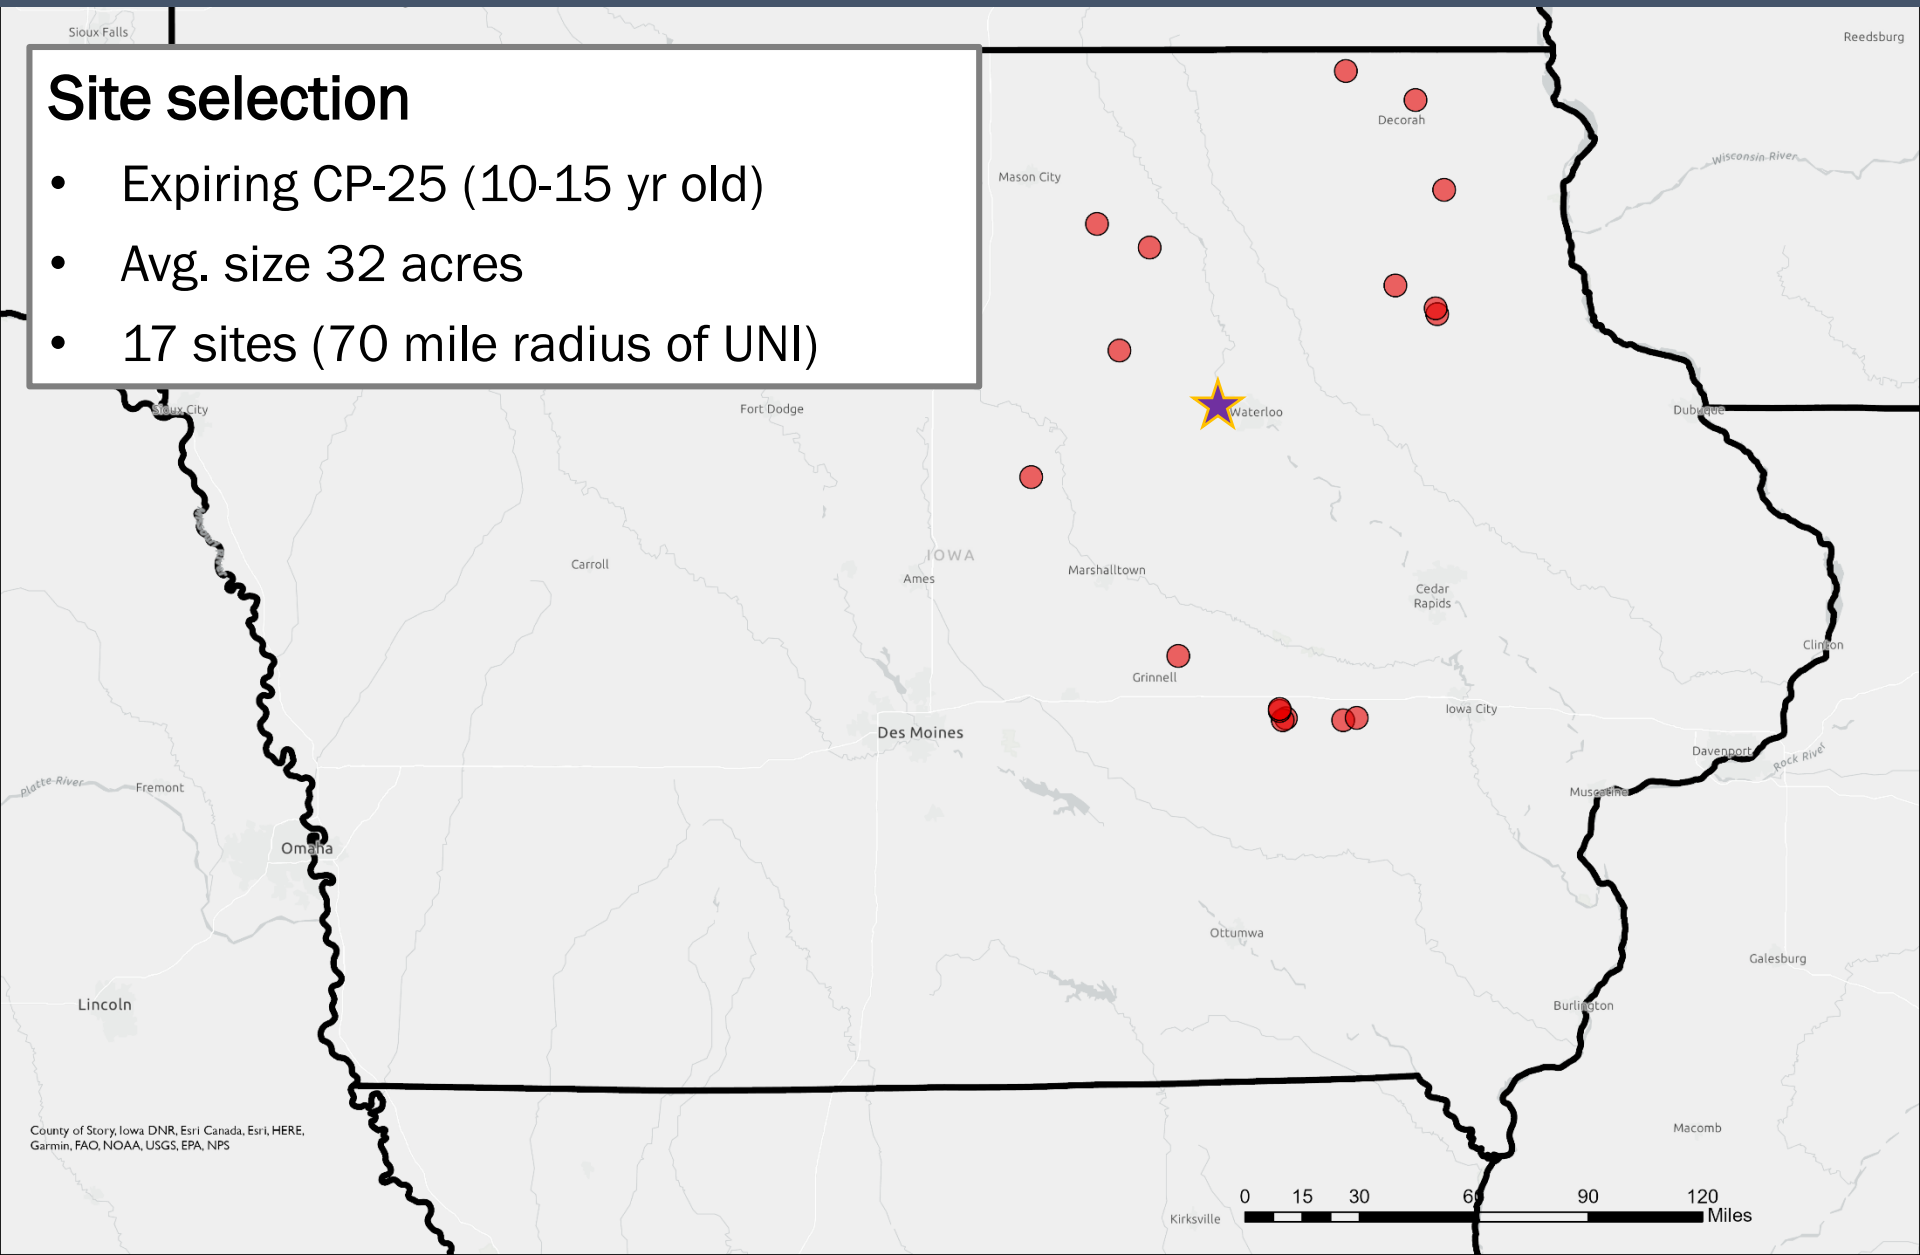 Sioux Falls
Reedsburg
Site selection
• Expiring CP-25 (10-15 yr old)
• Avg. size 32 acres
• 17 sites (70 mile radius of UNI)
Decorah
Wisconsin River
Mason City
Sioux City
Fort Dodge
Waterloo
Dubuque
IOWA
Carroll
Ames
Marshalltown
Cedar
Rapids
Clinton
Grinnell
Iowa City
Des Moines
Davenport
Rock River
Platte River
Fremont
Muscatine
Omaha
Ottumwa
Galesburg
Lincoln
Burlington
County of Story, Iowa DNR, Esri Canada, Esri, HERE,
Garmin, FAO, NOAA, USGS, EPA, NPS
Macomb
Kirksville
0 15 30 60 90 120
Miles